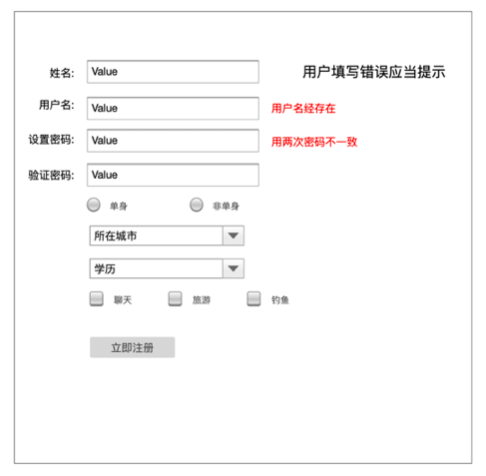 姓名: Value 用户填写错误应当提示
用户名: Value 用户名经存在
设置密码: Value 用两次密码不一致
验证密码: Value
单身 非单身
所在城市
学历
聊天 旅游 钓鱼
立即注册